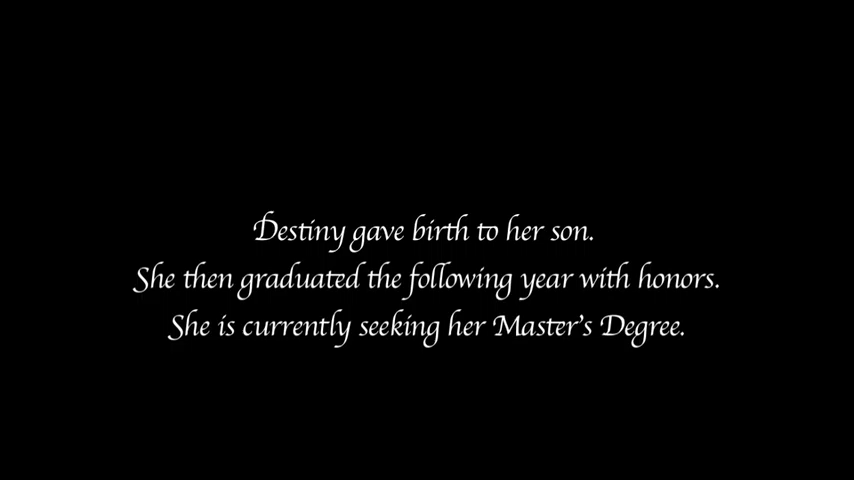 Destiny gave birth to her son.
She then graduated the following year with honors.
She is currently seeking her Master's Degree.